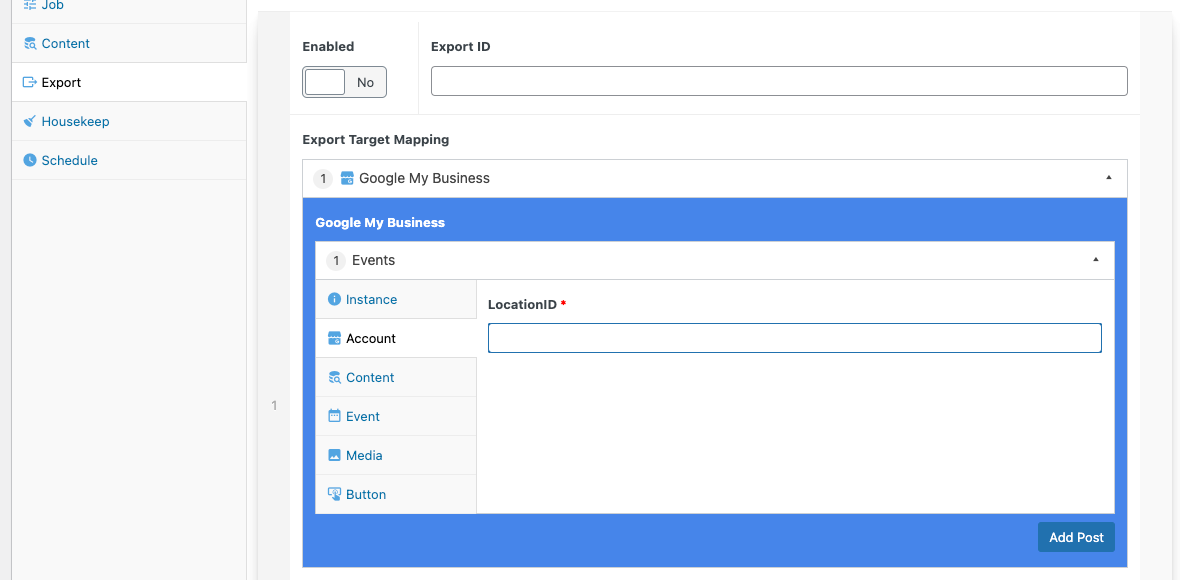 Job
Content
Export
Housekeep
Schedule
Enabled
Export ID
No
Export Target Mapping
1 Google My Business
Google My Business
1 Events
Instance
LocationID *
Account
Content
1
Event
Media
Button
Add Post